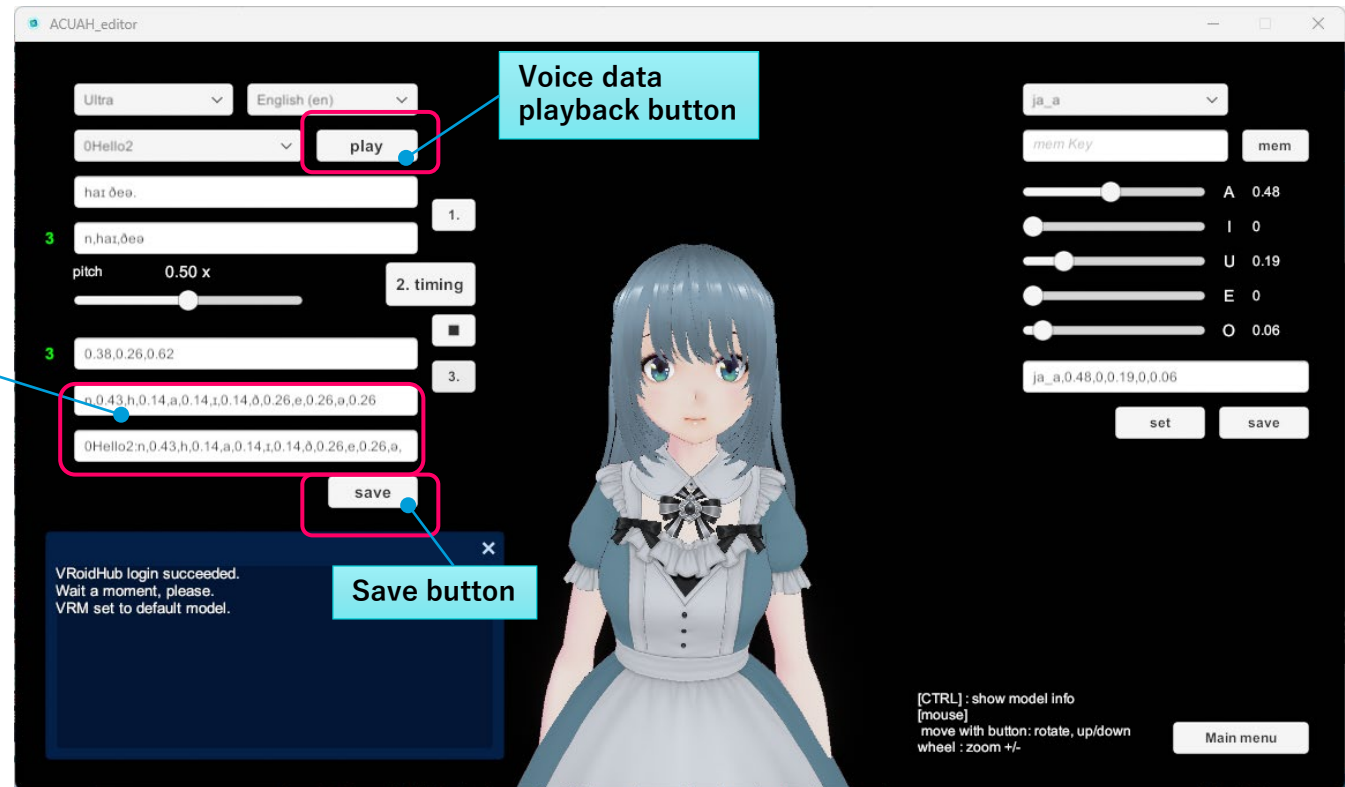 ACUAH_editor
Voice data
playback button
Ultra
English (en)
0Hello2
play
haɪ ðeə.
1.
3
n,haɪ,ðeə
pitch
0.50 x
2. timing
3
0.38,0.26,0.62
3.
n,0.43,h,0.14,a,0.14,ɪ,0.14,ð,0.26,e,0.26,ə,0.26
0Hello2:n,0.43,h,0.14,a,0.14,ɪ,0.14,ð,0.26,e,0.26,ə,
save
Save button
VRoidHub login succeeded.
Wait a moment, please.
VRM set to default model.
ja_a
mem Key
mem
A 0.48
I 0
U 0.19
E 0
O 0.06
ja_a,0.48,0,0.19,0,0.06
set
save
[CTRL] : show model info
[mouse]
move with button: rotate, up/down
wheel : zoom +/-
Main menu